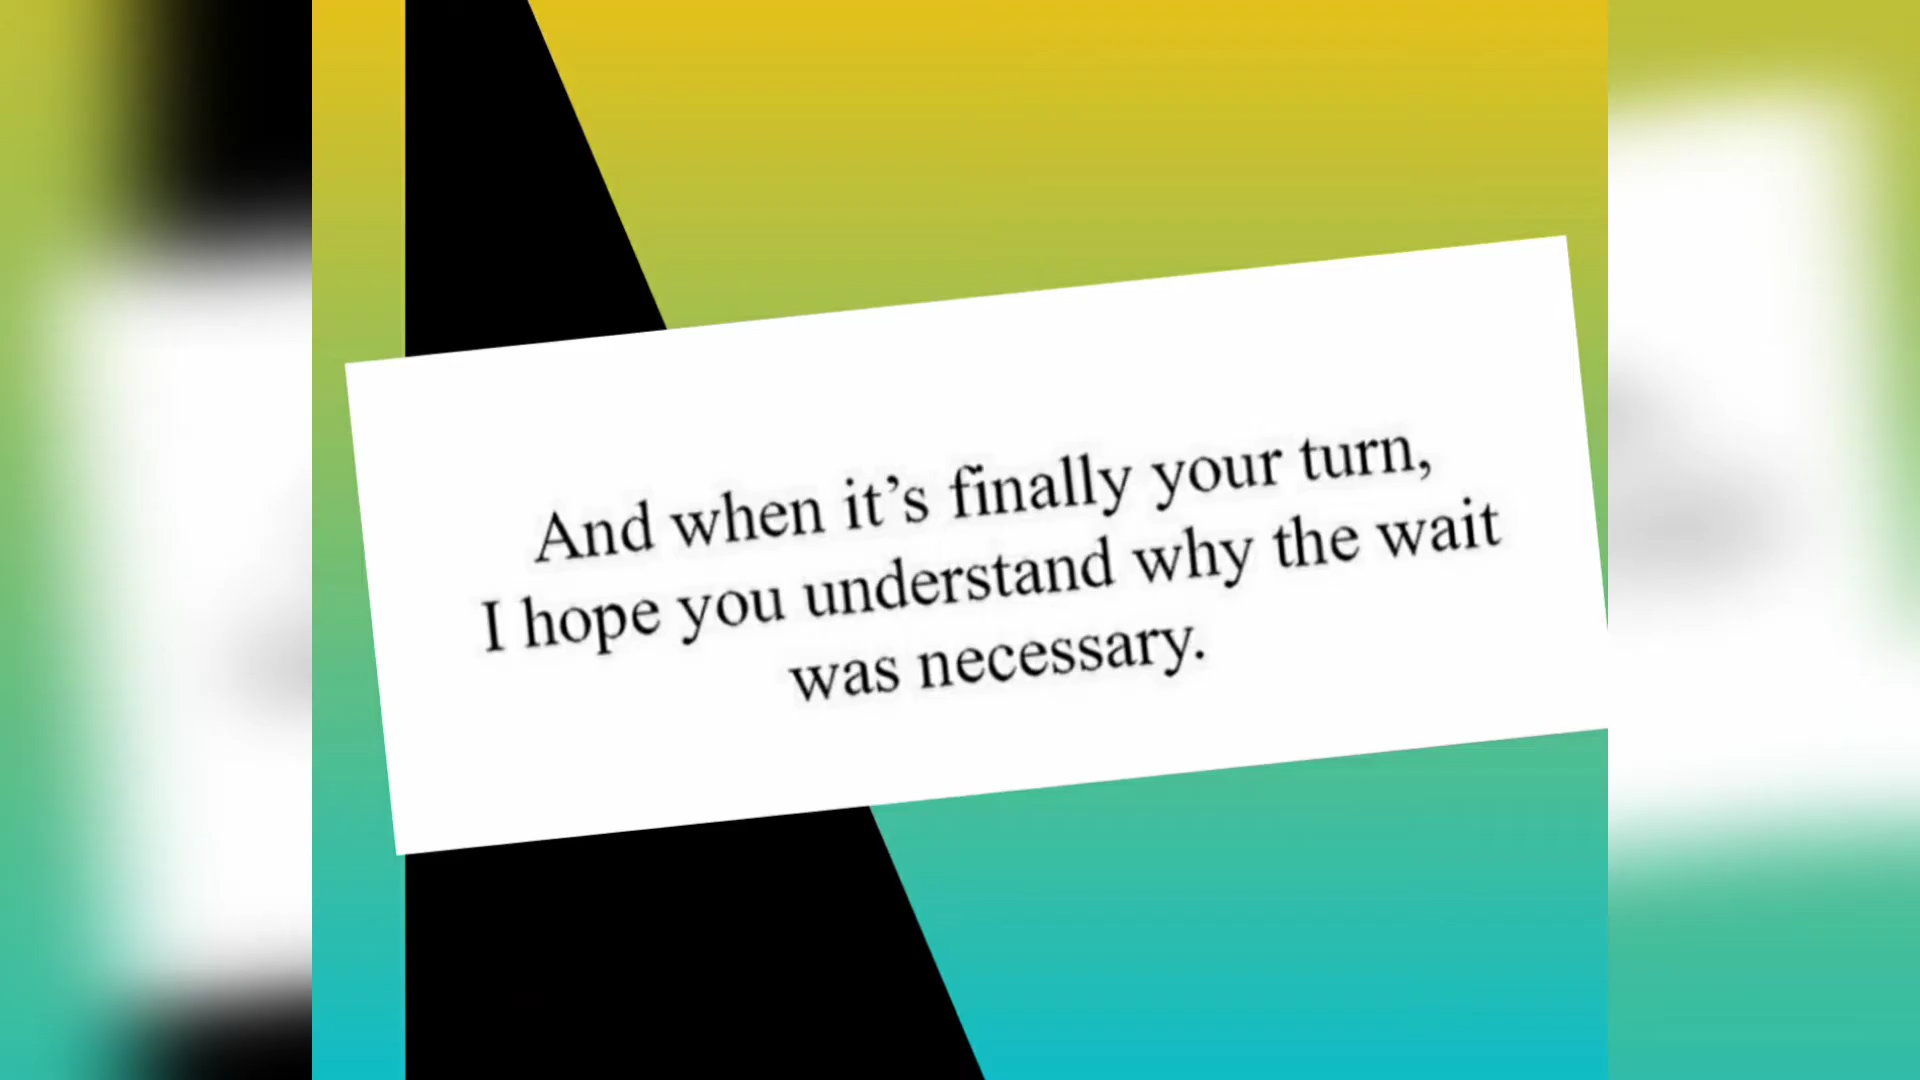 And when it’s finally your turn,
I hope you understand why the wait
was necessary.